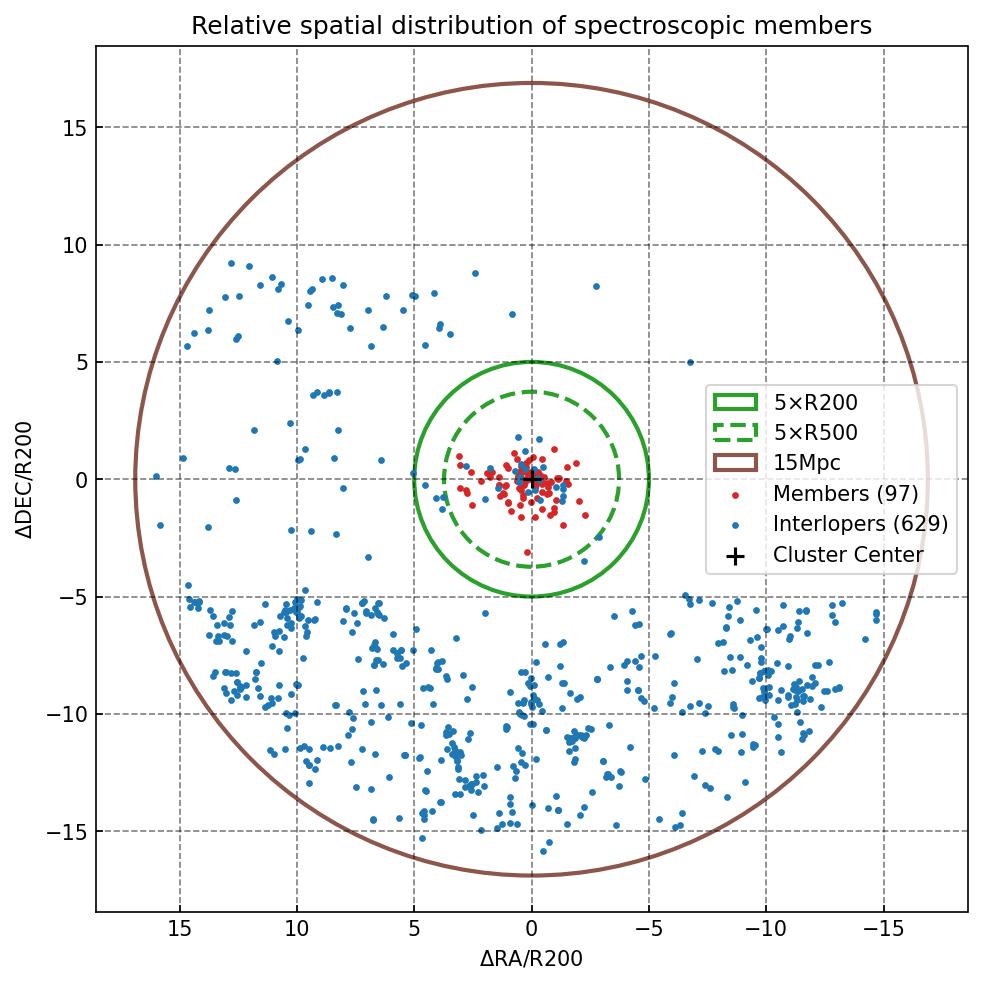 Relative spatial distribution of spectroscopic members
15
10
5
0
−5
−10
−15
ΔDEC/R200
5×R200
5×R500
15Mpc
Members (97)
Interlopers (629)
Cluster Center
15
10
5
0
−5
−10
−15
ΔRA/R200